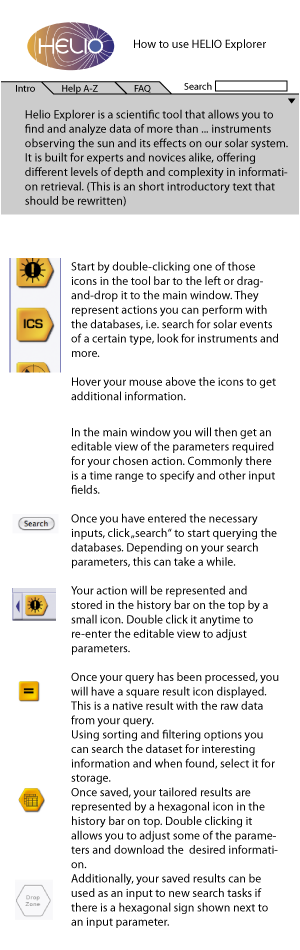 HELIO
How to use HELIO Explorer
Intro
Help A-Z
FAQ
Search
Helio Explorer is a scientific tool that allows you to
find and analyze data of more than ... instruments
observing the sun and its effects on our solar system.
It is built for experts and novices alike, offering
different levels of depth and complexity in informati-
on retrieval. (This is an short introductory text that
should be rewritten)
Start by double-clicking one of those
icons in the tool bar to the left or drag-
and-drop it to the main window. They
represent actions you can perform with
the databases, i.e. search for solar events
of a certain type, look for instruments and
more.
ICS
Hover your mouse above the icons to get
additional information.
In the main window you will then get an
editable view of the parameters required
for your chosen action. Commonly there
is a time range to specify and other input
fields.
Search
Once you have entered the necessary
inputs, click „search“ to start querying the
databases. Depending on your search
parameters, this can take a while.
Your action will be represented and
stored in the history bar on the top by a
small icon. Double click it anytime to
re-enter the editable view to adjust
parameters.
Once your query has been processed, you
will have a square result icon displayed.
This is a native result with the raw data
from your query.
Using sorting and filtering options you
can search the dataset for interesting
information and when found, select it for
storage.
Once saved, your tailored results are
represented by a hexagonal icon in the
history bar on top. Double clicking it
allows you to adjust some of the parame-
ters and download the desired informati-
on.
Drop
Zone
Additionally, your saved results can be
used as an input to new search tasks if
there is a hexagonal sign shown next to
an input parameter.